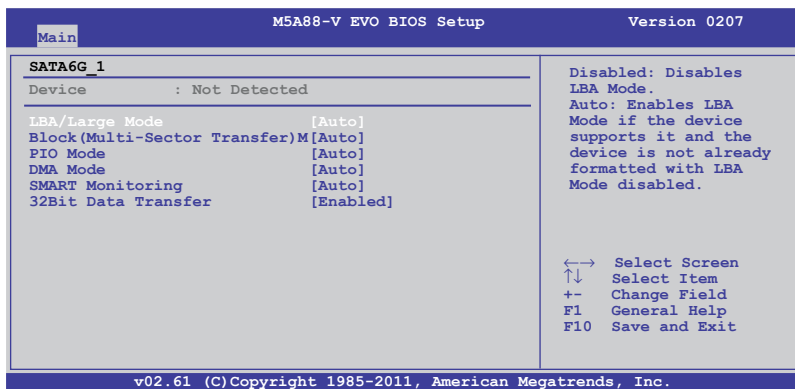 M5A88-V EVO BIOS Setup Version 0207
Main
SATA6G_1
Device : Not Detected
LBA/Large Mode [Auto]
Block(Multi-Sector Transfer)M[Auto]
PIO Mode [Auto]
DMA Mode [Auto]
SMART Monitoring [Auto]
32Bit Data Transfer [Enabled]
Disabled: Disables
LBA Mode.
Auto: Enables LBA
Mode if the device
supports it and the
device is not already
formatted with LBA
Mode disabled.
←→ Select Screen
↑↓ Select Item
+- Change Field
F1 General Help
F10 Save and Exit
v02.61 (C)Copyright 1985-2011, American Megatrends, Inc.